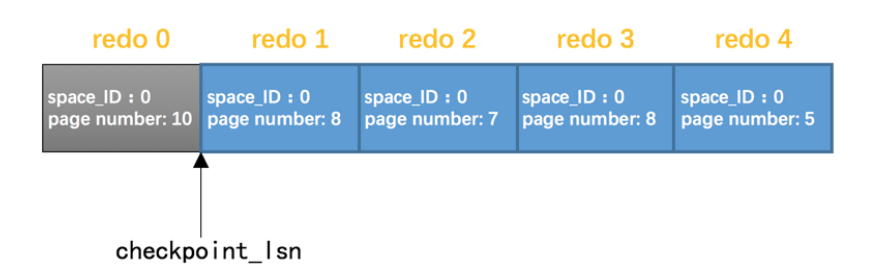 redo 0
redo 1
redo 2
redo 3
redo 4
space_ID：0
page number: 10
space_ID：0
page number: 8
space_ID：0
page number: 7
space_ID：0
page number: 8
space_ID：0
page number: 5
checkpoint_lsn